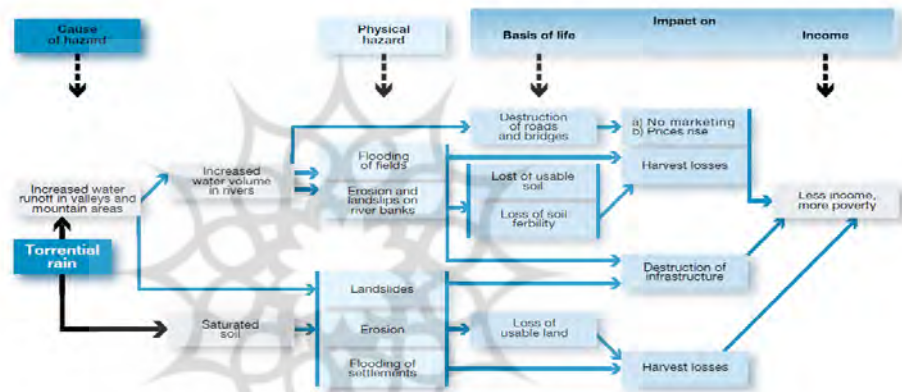 Cause
of hazard
Physical
hazard
Impact on
Basis of life
Income
Destruction
of roads
and bridges
a) No marketing
b) Prices rise
Flooding
of fields
Harvest losses
Increased
water volume
in rivers
Lost of usable
soil
Erosion and
landslips on
river banks
Increased water
runoff in valleys and
mountain areas
Loss of soil
ferbility
Less income,
more poverty
Torrential
rain
Destruction of
infrastructure
Landslides
Saturated
soil
Erosion
Loss of
usable land
Flooding of
settlements
Harvest losses